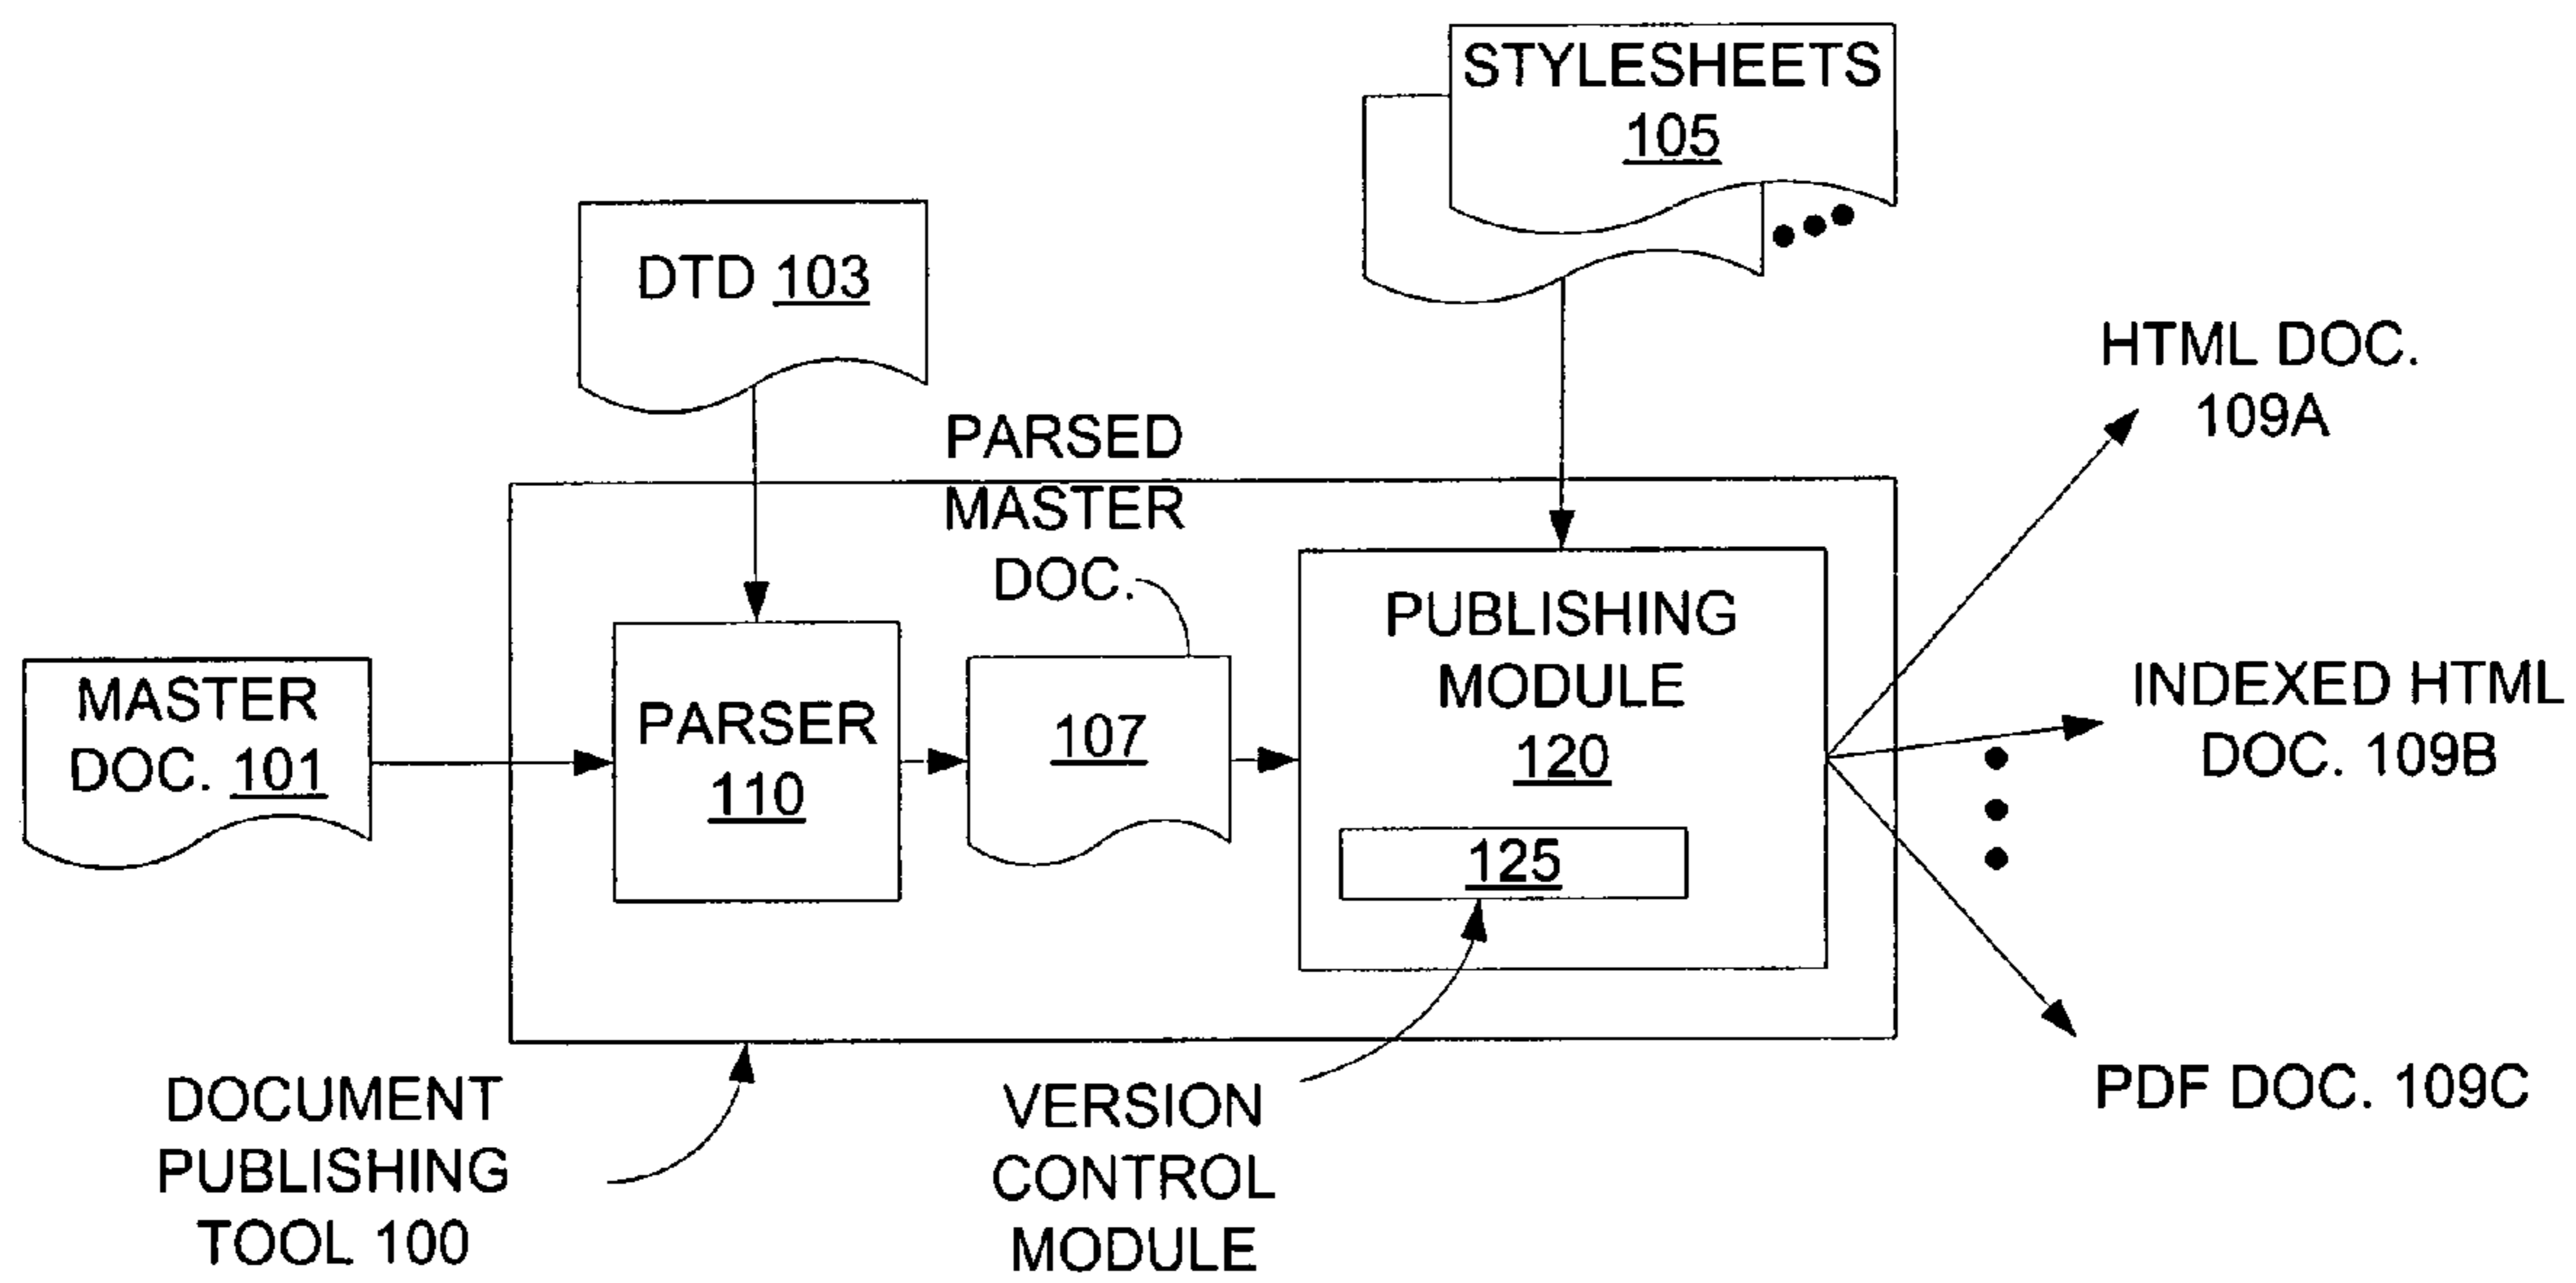 STYLESHEETS
105
DTD 103
HTML DOC.
109A
PARSED
MASTER
DOC.
PUBLISHING
MODULE
120
MASTER
DOC. 101
PARSER
110
107
INDEXED HTML
DOC. 109B
125
PDF DOC. 109C
DOCUMENT
PUBLISHING
TOOL 100
VERSION
CONTROL
MODULE